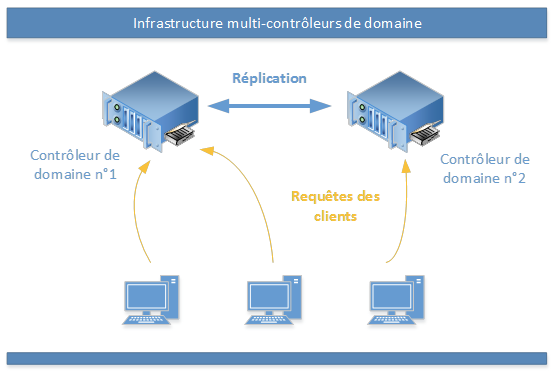 Infrastructure multi-contrôleurs de domaine
Réplication
Contrôleur de
domaine n°1
Contrôleur de
domaine n°2
Requêtes des
clients